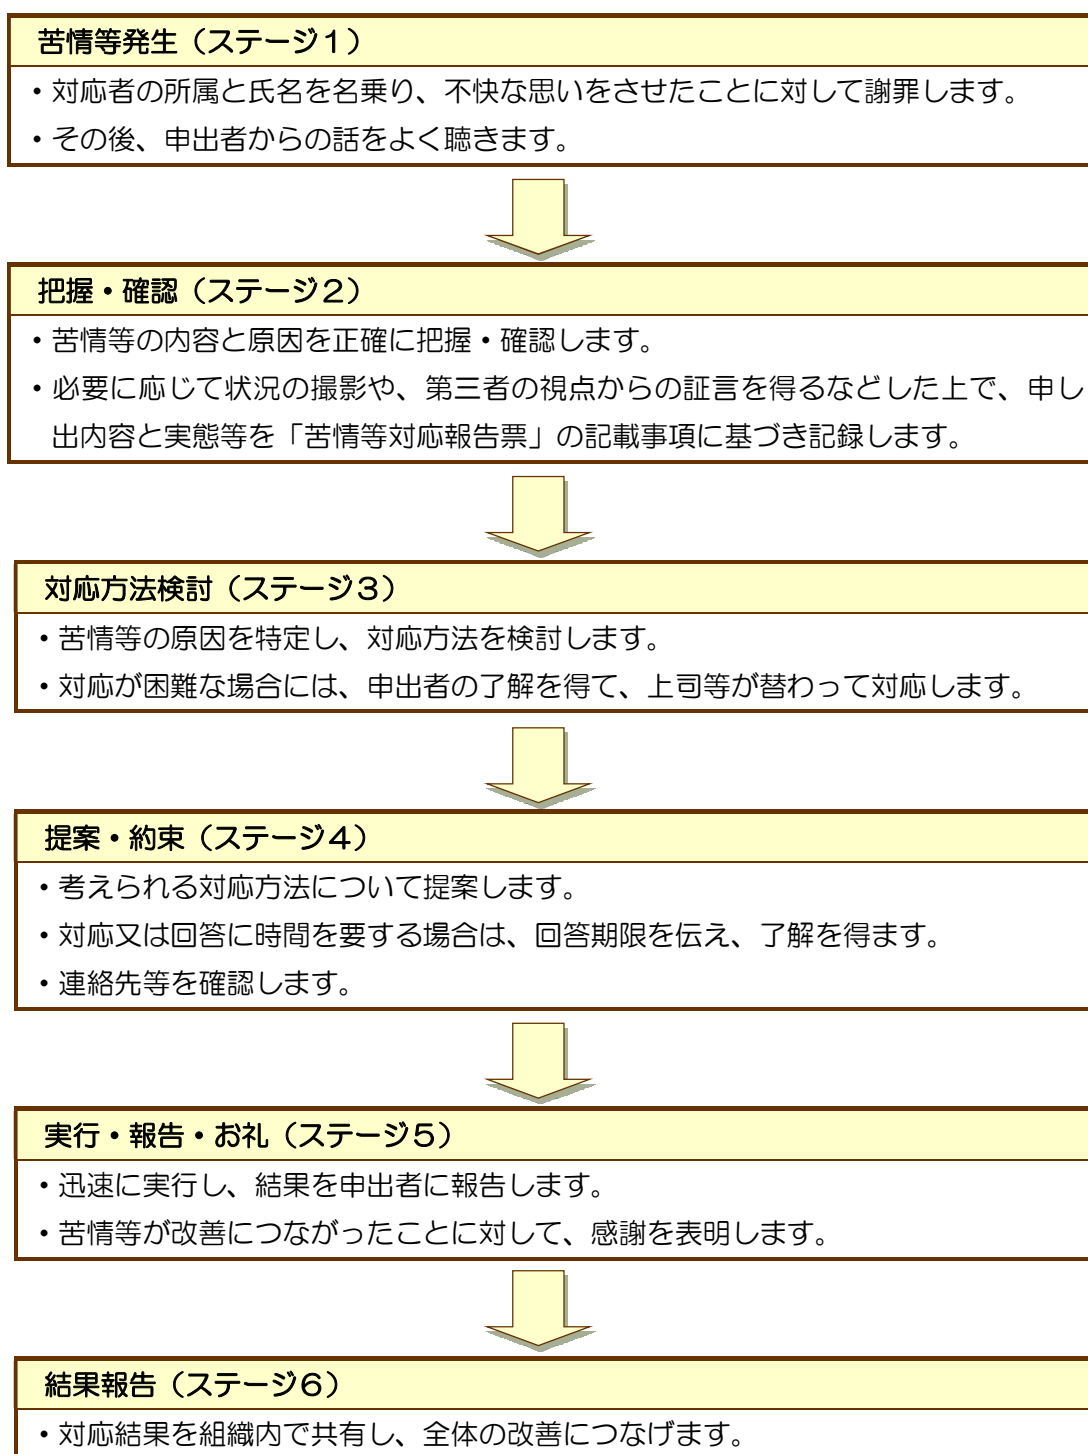 苦情等発生（ステージ１）
・対応者の所属と氏名を名乗り、不快な思いをさせたことに対して謝罪します。
・その後、申出者からの話をよく聴きます。
把握・確認（ステージ２）
・苦情等の内容と原因を正確に把握・確認します。
・必要に応じて状況の撮影や、第三者の視点からの証言を得るなどした上で、申し
出内容と実態等を「苦情等対応報告票」の記載事項に基づき記録します。
対応方法検討（ステージ３）
・苦情等の原因を特定し、対応方法を検討します。
・対応が困難な場合には、申出者の了解を得て、上司等が替わって対応します。
提案・約束（ステージ４）
・考えられる対応方法について提案します。
・対応又は回答に時間を要する場合は、回答期限を伝え、了解を得ます。
・連絡先等を確認します。
実行・報告・お礼（ステージ５）
・迅速に実行し、結果を申出者に報告します。
・苦情等が改善につながったことに対して、感謝を表明します。
結果報告（ステージ６）
・対応結果を組織内で共有し、全体の改善につなげます。